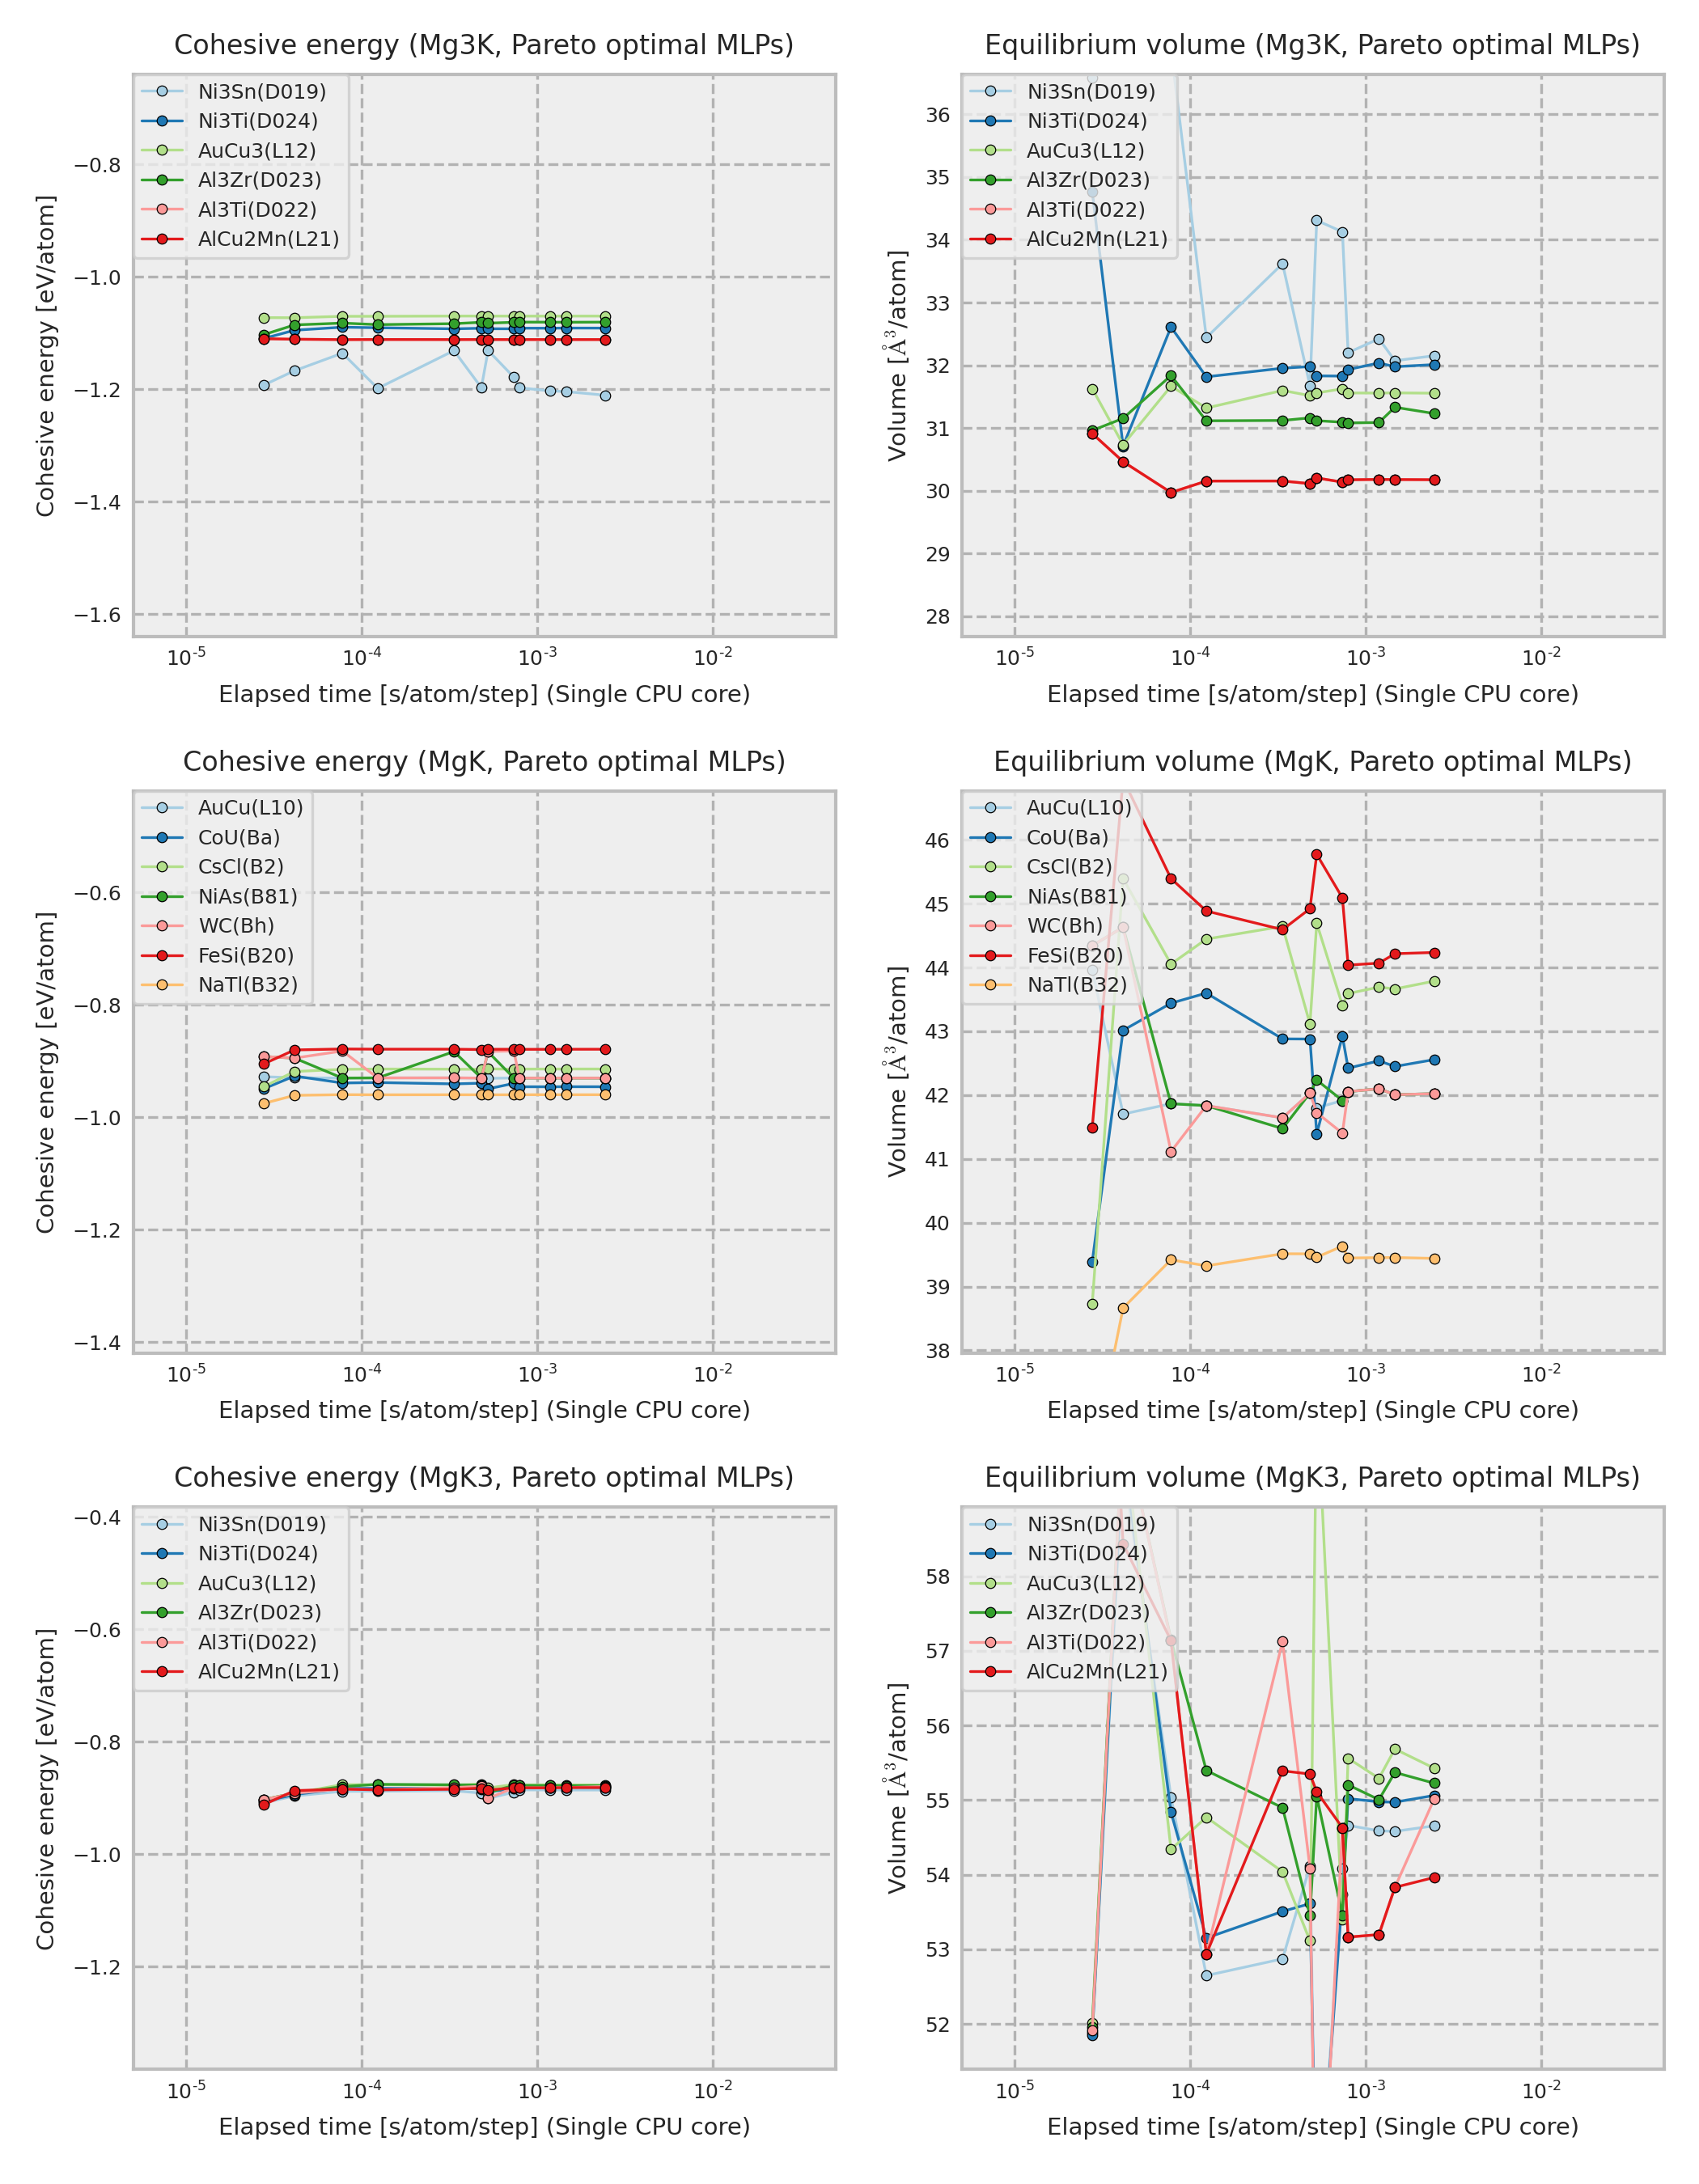 Cohesive energy (Mg3K, Pareto optimal MLPs)
Ni3Sn(D019)
Ni3Ti(D024)
AuCu3(L12)
Al3Zr(D023)
Al3Ti(D022)
AlCu2Mn(L21)
−0.8
−1.0
−1.2
−1.4
−1.6
Cohesive energy [eV/atom]
10-5
10-4
10-3
10-2
Elapsed time [s/atom/step] (Single CPU core)
Equilibrium volume (Mg3K, Pareto optimal MLPs)
Ni3Sn(D019)
Ni3Ti(D024)
AuCu3(L12)
Al3Zr(D023)
Al3Ti(D022)
AlCu2Mn(L21)
36
35
34
33
32
31
30
29
28
Volume [Å3/atom]
10-5
10-4
10-3
10-2
Elapsed time [s/atom/step] (Single CPU core)
Cohesive energy (MgK, Pareto optimal MLPs)
AuCu(L10)
CoU(Ba)
CsCl(B2)
NiAs(B81)
WC(Bh)
FeSi(B20)
NaTl(B32)
−0.6
−0.8
−1.0
−1.2
−1.4
Cohesive energy [eV/atom]
10-5
10-4
10-3
10-2
Elapsed time [s/atom/step] (Single CPU core)
Equilibrium volume (MgK, Pareto optimal MLPs)
AuCu(L10)
CoU(Ba)
CsCl(B2)
NiAs(B81)
WC(Bh)
FeSi(B20)
NaTl(B32)
46
45
44
43
42
41
40
39
38
Volume [Å3/atom]
10-5
10-4
10-3
10-2
Elapsed time [s/atom/step] (Single CPU core)
Cohesive energy (MgK3, Pareto optimal MLPs)
Ni3Sn(D019)
Ni3Ti(D024)
AuCu3(L12)
Al3Zr(D023)
Al3Ti(D022)
AlCu2Mn(L21)
−0.4
−0.6
−0.8
−1.0
−1.2
Cohesive energy [eV/atom]
10-5
10-4
10-3
10-2
Elapsed time [s/atom/step] (Single CPU core)
Equilibrium volume (MgK3, Pareto optimal MLPs)
Ni3Sn(D019)
Ni3Ti(D024)
AuCu3(L12)
Al3Zr(D023)
Al3Ti(D022)
AlCu2Mn(L21)
58
57
56
55
54
53
52
Volume [Å3/atom]
10-5
10-4
10-3
10-2
Elapsed time [s/atom/step] (Single CPU core)